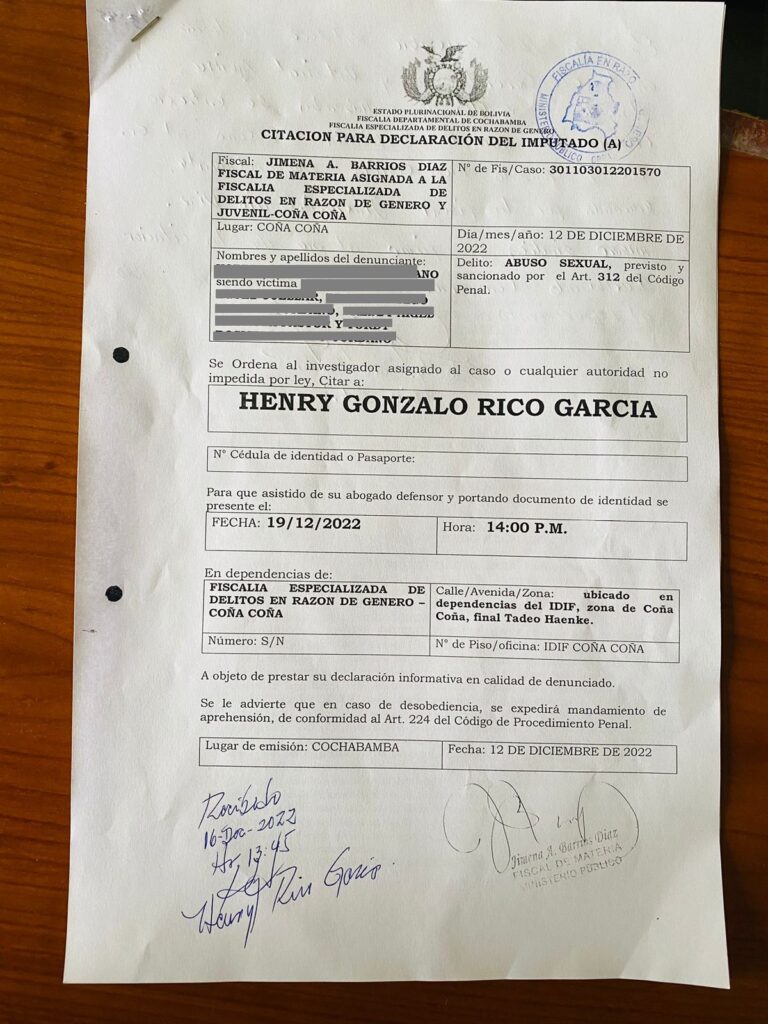 ESTADO PLURINACIONAL DE BOLIVIA
FISCALIA DEPARTAMENTAL DE COCHABAMBA
FISCALIA ESPECIALIZADA DE DELITOS EN RAZON DE GENERO
CITACION PARA DECLARACIÓN DEL IMPUTADO (A)
FISCALÍA EN RAZO
MINISTERIO PÚBLICO
Fiscal: JIMENA A. BARRIOS DIAZ
FISCAL DE MATERIA ASIGNADA A LA
FISCALIA ESPECIALIZADA DE
DELITOS EN RAZON DE GENERO Y
JUVENIL-COÑA COÑA
N° de Fis/Caso: 301103012201570
Lugar: COÑA COÑA
Día/mes/año: 12 DE DICIEMBRE DE
2022
Nombres y apellidos del denunciante:
ANO
siendo victima
Y
Delito: ABUSO SEXUAL, previsto y
sancionado por el Art. 312 del Código
Penal.
Se Ordena al investigador asignado al caso o cualquier autoridad no
impedida por ley, Citar a:
HENRY GONZALO RICO GARCIA
N° Cédula de identidad o Pasaporte:
Para que asistido de su abogado defensor y portando documento de identidad se
presente el:
FECHA: 19/12/2022
Hora: 14:00 P.M.
En dependencias de:
FISCALIA ESPECIALIZADA DE
DELITOS EN RAZON DE GENERO –
COÑA COÑA
Calle/Avenida/Zona: ubicado en
dependencias del IDIF, zona de Coña
Coña, final Tadeo Haenke.
Número: S/N
N° de Piso/oficina: IDIF COÑA COÑA
A objeto de prestar su declaración informativa en calidad de denunciado.
Se le advierte que en caso de desobediencia, se expedirá mandamiento de
aprehensión, de conformidad al Art. 224 del Código de Procedimiento Penal.
Lugar de emisión: COCHABAMBA
Fecha: 12 DE DICIEMBRE DE 2022
Recibido
16-Dec-2022
Hr, 13:45
Henry Rico Garcia.
Jimena A. Barrios Diaz
FISCAL DE MATERIA
MINISTERIO PÚBLICO